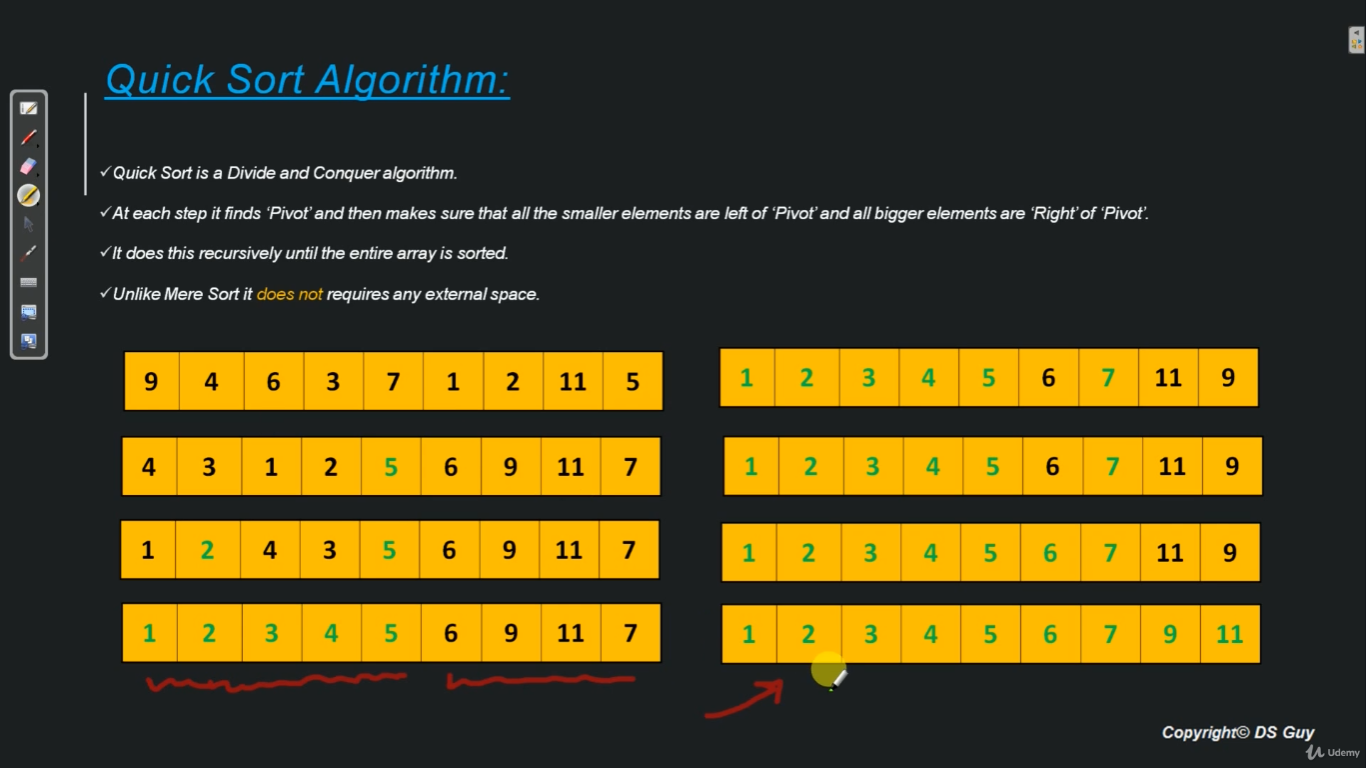 Quick Sort Algorithm:
✓Quick Sort is a Divide and Conquer algorithm.
✓At each step it finds ‘Pivot’ and then makes sure that all the smaller elements are left of ‘Pivot’ and all bigger elements are ‘Right’ of ‘Pivot’.
✓It does this recursively until the entire array is sorted.
✓Unlike Mere Sort it does not requires any external space.
9 4 6 3 7 1 2 11 5
4 3 1 2 5 6 9 11 7
1 2 4 3 5 6 9 11 7
1 2 3 4 5 6 9 11 7
1 2 3 4 5 6 7 11 9
1 2 3 4 5 6 7 11 9
1 2 3 4 5 6 7 11 9
1 2 3 4 5 6 7 9 11
Copyright© DS Guy
Udemy